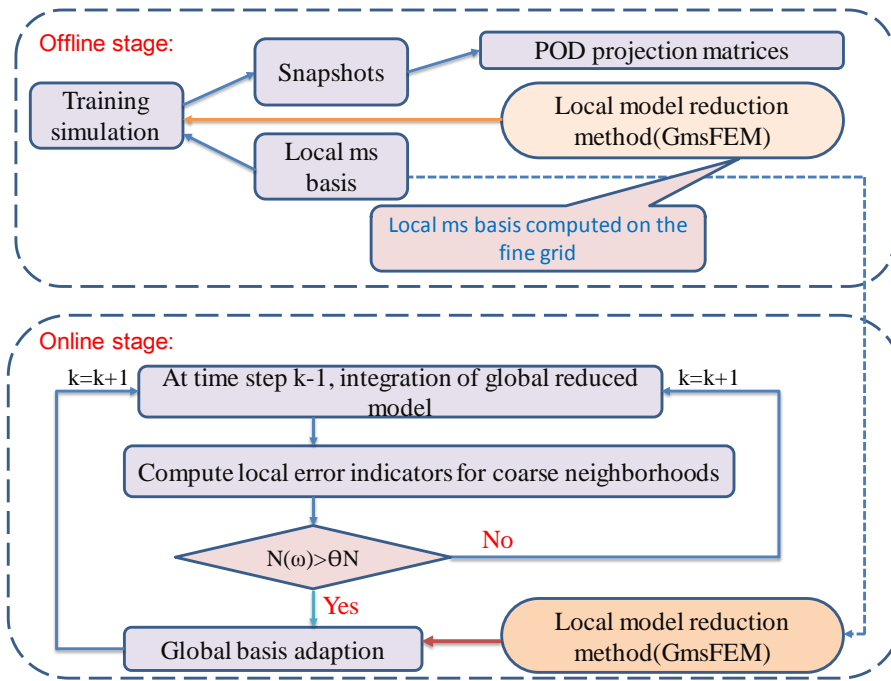 Offline stage:
Training
simulation
Snapshots
POD projection matrices
Local ms
basis
Local model reduction
method(GmsFEM)
Local ms basis computed on the
fine grid
Online stage:
k=k+1
At time step k-1, integration of global reduced
model
k=k+1
Compute local error indicators for coarse neighborhoods
N(ω)>ΘN
No
Yes
Global basis adaption
Local model reduction
method(GmsFEM)